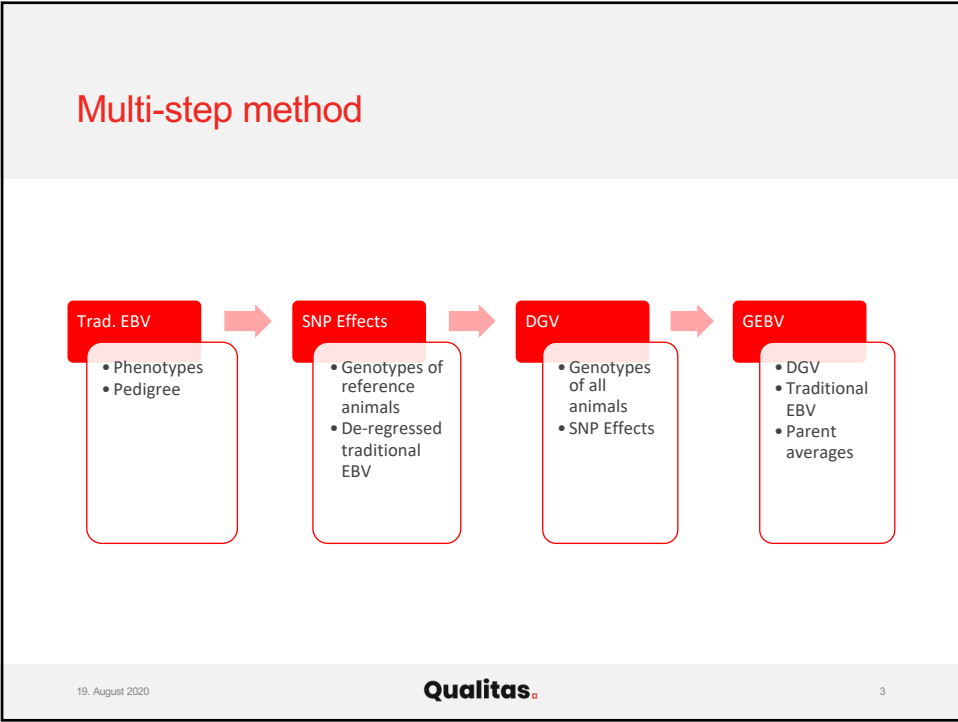 Multi-step method
Trad. EBV
• Phenotypes
• Pedigree
SNP Effects
• Genotypes of
reference
animals
• De-regressed
traditional
EBV
DGV
• Genotypes
of all
animals
• SNP Effects
GEBV
• DGV
• Traditional
EBV
• Parent
averages
19. August 2020
Qualitas.
3